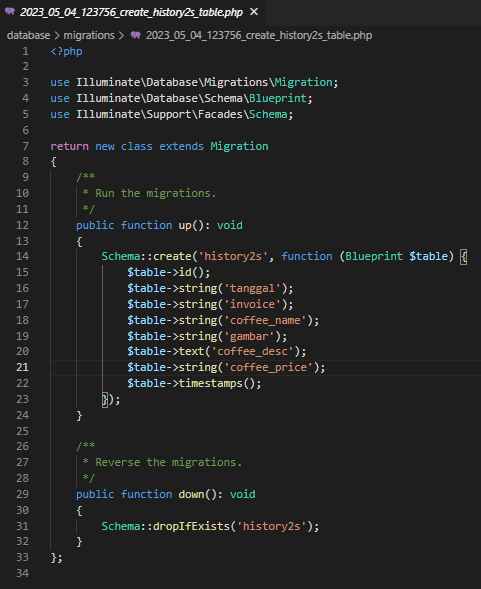 2023_05_04_123756_create_history2s_table.php ×
database > migrations > 2023_05_04_123756_create_history2s_table.php
1 <?php
2
3 use Illuminate\Database\Migrations\Migration;
4 use Illuminate\Database\Schema\Blueprint;
5 use Illuminate\Support\Facades\Schema;
6
7 return new class extends Migration
8 {
9     /**
10      * Run the migrations.
11      */
12     public function up(): void
13     {
14         Schema::create('history2s', function (Blueprint $table) {
15             $table->id();
16             $table->string('tanggal');
17             $table->string('invoice');
18             $table->string('coffee_name');
19             $table->string('gambar');
20             $table->text('coffee_desc');
21             $table->string('coffee_price');
22             $table->timestamps();
23         });
24     }
25
26     /**
27      * Reverse the migrations.
28      */
29     public function down(): void
30     {
31         Schema::dropIfExists('history2s');
32     }
33 };
34